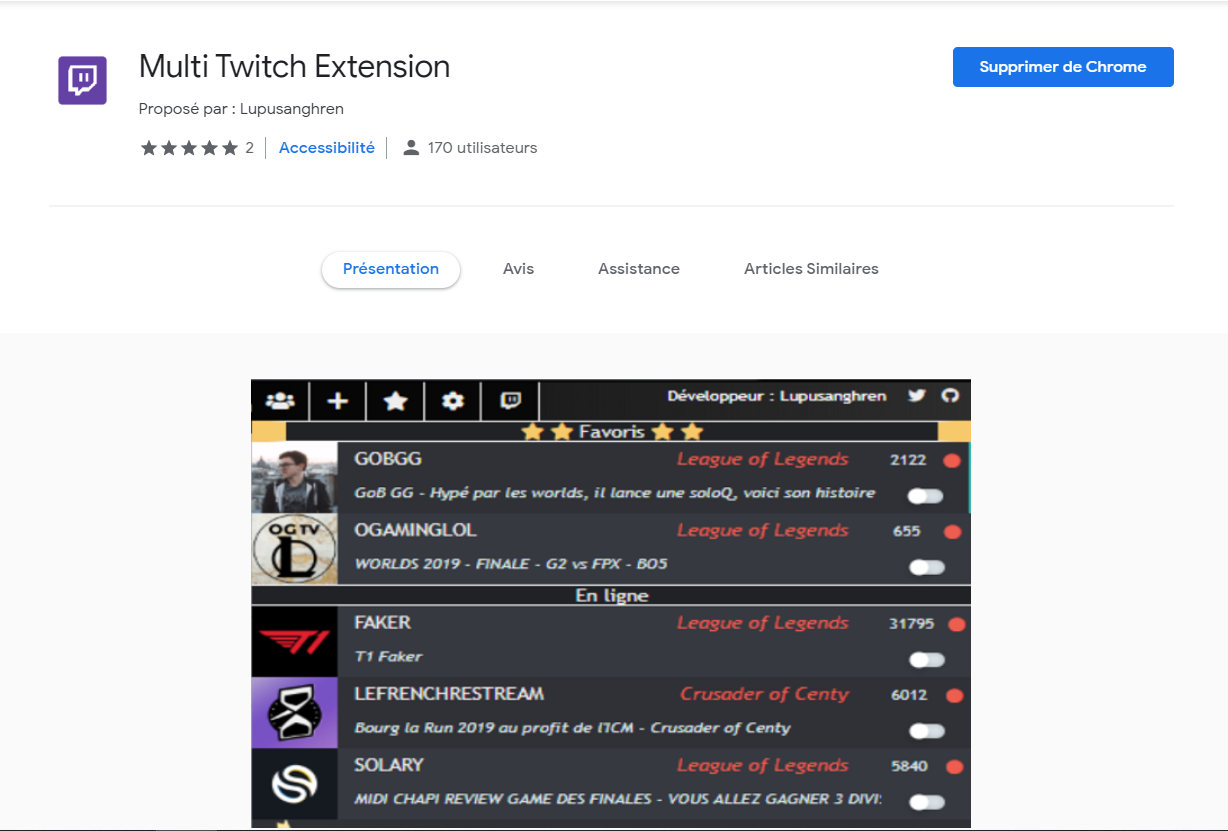 Multi Twitch Extension
Supprimer de Chrome
Proposé par : Lupusanghren
2
Accessibilité
170 utilisateurs
Présentation
Avis
Assistance
Articles Similaires
Développeur : Lupusanghren
Favoris
GOBGG
League of Legends
2122
GoB GG - Hypé par les worlds, il lance une soloQ, voici son histoire
OGTV
OGAMINGLOL
League of Legends
655
WORLDS 2019 - FINALE - G2 vs FPX - BO5
En ligne
FAKER
League of Legends
31795
T1 Faker
LEFRENCHRESTREAM
Crusader of Centy
6012
Bourg la Run 2019 au profit de l'ICM - Crusader of Centy
SOLARY
League of Legends
5840
MIDI CHAPI REVIEW GAME DES FINALES - VOUS ALLEZ GAGNER 3 DIVI